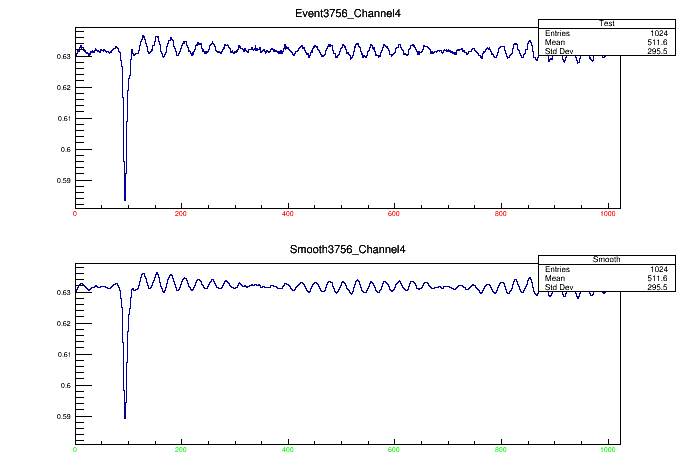 Event3756_Channel4
Test
Entries 1024
Mean 511.6
Std Dev 295.5
0.63
0.62
0.61
0.6
0.59
0 200 400 600 800 1000
Smooth3756_Channel4
Smooth
Entries 1024
Mean 511.6
Std Dev 295.5
0.63
0.62
0.61
0.6
0.59
0 200 400 600 800 1000